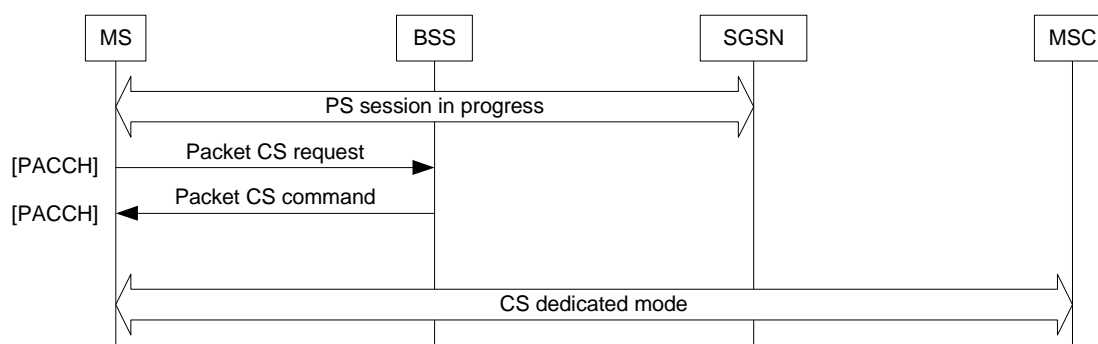 MS BSS SGSN MSC
PS session in progress
[PACCH] Packet CS request
[PACCH] Packet CS command
CS dedicated mode